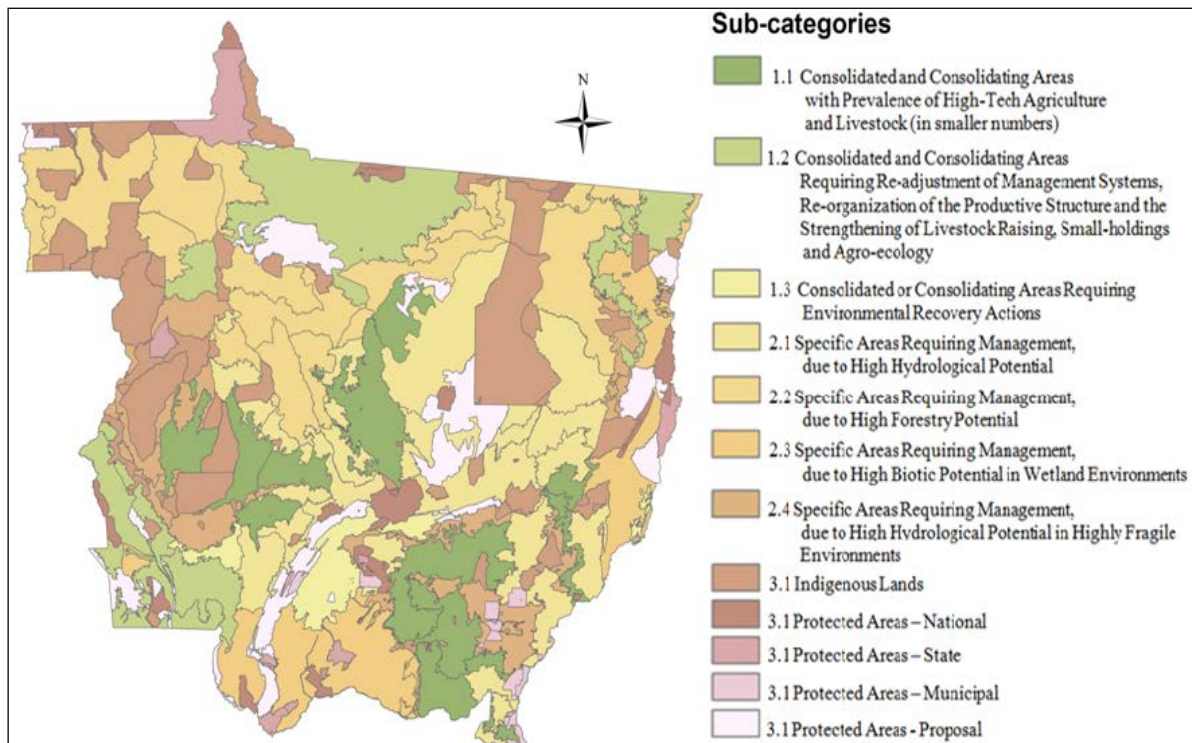 Sub-categories
N
1.1 Consolidated and Consolidating Areas
with Prevalence of High-Tech Agriculture
and Livestock (in smaller numbers)
1.2 Consolidated and Consolidating Areas
Requiring Re-adjustment of Management Systems,
Re-organization of the Productive Structure and the
Strengthening of Livestock Raising, Small-holdings
and Agro-ecology
1.3 Consolidated or Consolidating Areas Requiring
Environmental Recovery Actions
2.1 Specific Areas Requiring Management,
due to High Hydrological Potential
2.2 Specific Areas Requiring Management,
due to High Forestry Potential
2.3 Specific Areas Requiring Management,
due to High Biotic Potential in Wetland Environments
2.4 Specific Areas Requiring Management,
due to High Hydrological Potential in Highly Fragile
Environments
3.1 Indigenous Lands
3.1 Protected Areas – National
3.1 Protected Areas – State
3.1 Protected Areas – Municipal
3.1 Protected Areas - Proposal